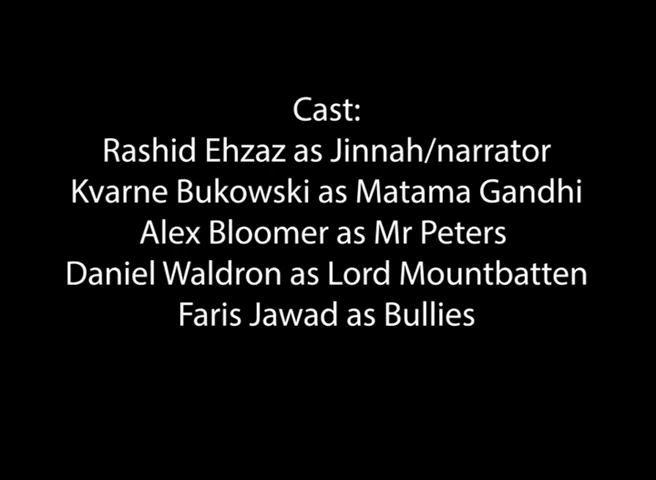 Cast:
Rashid Ehzaz as Jinnah/narrator
Kvarne Bukowski as Matama Gandhi
Alex Bloomer as Mr Peters
Daniel Waldron as Lord Mountbatten
Faris Jawad as Bullies